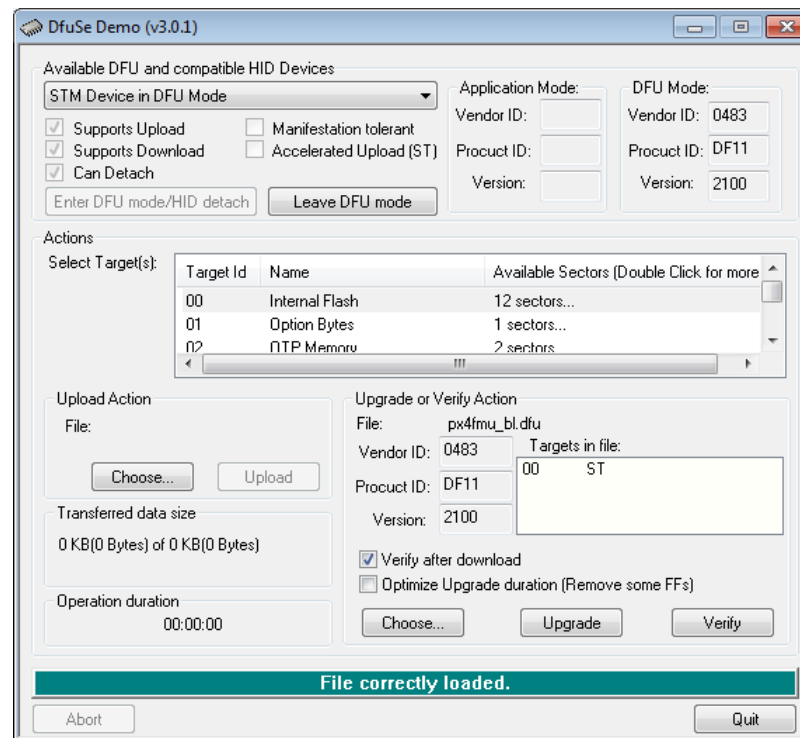 DfuSe Demo (v3.0.1)
Available DFU and compatible HID Devices
STM Device in DFU Mode
Supports Upload
Manifestation tolerant
Supports Download
Accelerated Upload (ST)
Can Detach
Enter DFU mode/HID detach
Leave DFU mode
Application Mode:
Vendor ID:
Procuct ID:
Version:
DFU Mode:
Vendor ID: 0483
Procuct ID: DF11
Version: 2100
Actions
Select Target(s):
Target Id Name Available Sectors (Double Click for more
00 Internal Flash 12 sectors...
01 Option Bytes 1 sectors...
02 OTP Memory 2 sectors
Upload Action
File:
Choose... Upload
Transferred data size
0 KB(0 Bytes) of 0 KB(0 Bytes)
Operation duration
00:00:00
Upgrade or Verify Action
File: px4fmu_bl.dfu
Vendor ID: 0483
Procuct ID: DF11
Version: 2100
Targets in file:
00 ST
Verify after download
Optimize Upgrade duration (Remove some FFs)
Choose... Upgrade Verify
File correctly loaded.
Abort Quit